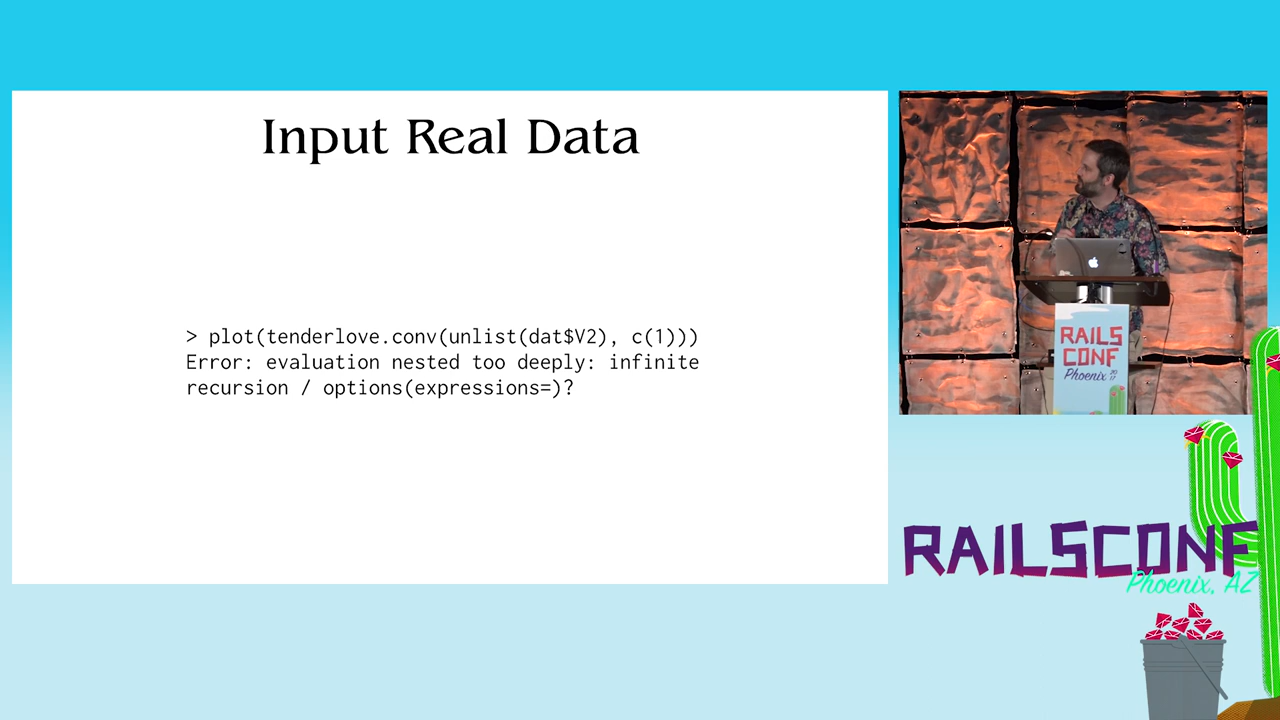 Input Real Data
> plot(tenderlove.conv(unlist(dat$V2), c(1)))
Error: evaluation nested too deeply: infinite
recursion / options(expressions=)?
RAILS
CONF
Phoenix 2017
RAILSCONF
Phoenix, AZ